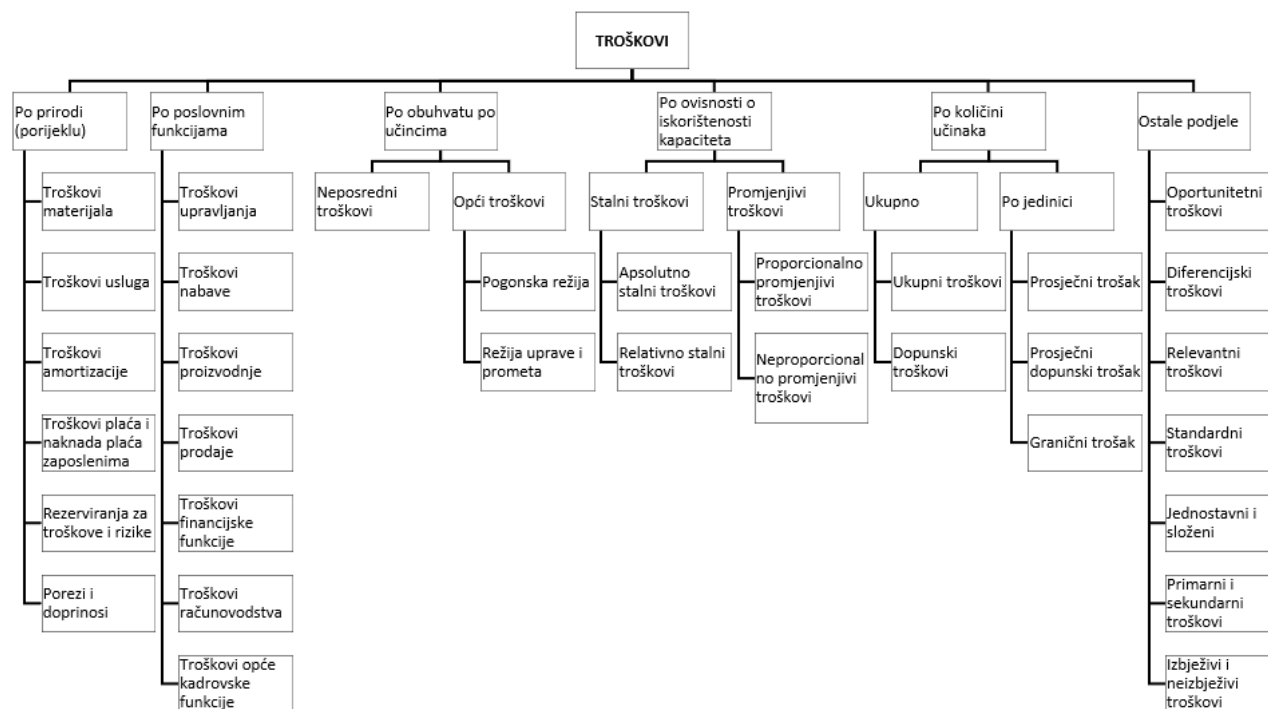 TROŠKOVI
Po prirodi
(porijeklu)
Troškovi
materijala
Troškovi usluga
Troškovi
amortizacije
Troškovi plaća i
naknada plaća
zaposlenima
Rezerviranja za
troškove i rizike
Porezi i
doprinosi
Po poslovnim
funkcijama
Troškovi
upravljanja
Troškovi
nabave
Troškovi
proizvodnje
Troškovi
prodaje
Troškovi
financijske
funkcije
Troškovi
računovodstva
Troškovi opće
kadrovske
funkcije
Po obuhvatu po
učincima
Neposredni
troškovi
Opći troškovi
Pogonska režija
Režija uprave i
prometa
Po ovisnosti o
iskorištenosti
kapaciteta
Stalni troškovi
Apsolutno
stalni troškovi
Relativno stalni
troškovi
Promjenjivi
troškovi
Proporcionalno
promjenjivi
troškovi
Neproporcional
no promjenjivi
troškovi
Po količini
učinaka
Ukupno
Ukupni troškovi
Dopunski
troškovi
Po jedinici
Prosječni trošak
Prosječni
dopunski trošak
Granični trošak
Ostale podjele
Oportunitetni
troškovi
Diferencijski
troškovi
Relevantni
troškovi
Standardni
troškovi
Jednostavni i
složeni
Primarni i
sekundarni
troškovi
Izbježivi i
neizbježivi
troškovi